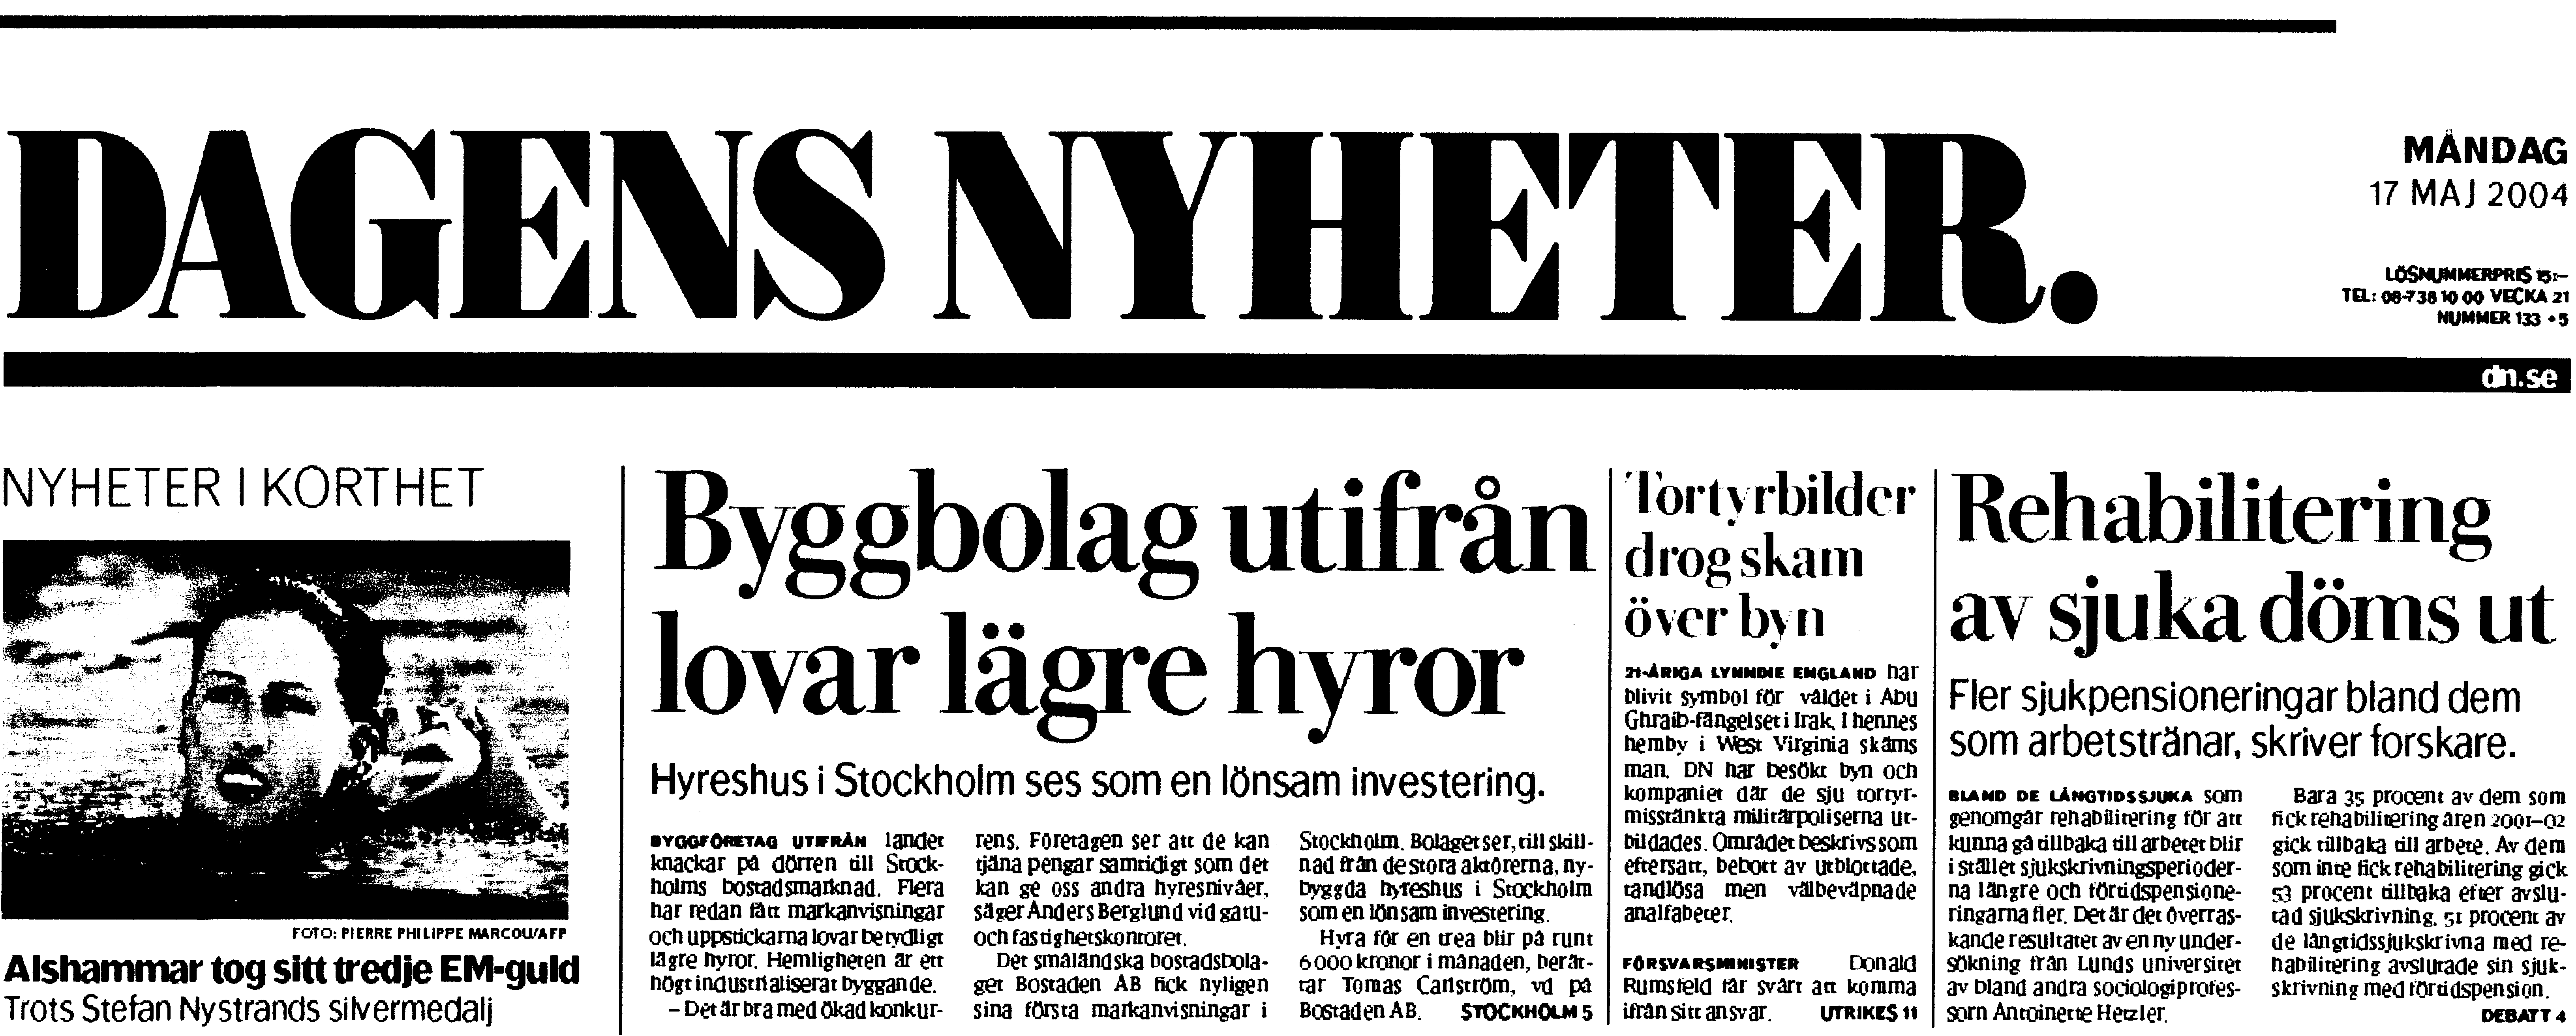 DAGENS NYHETER.
MÅNDAG
17 MAJ 2004
LÖSNUMMERPRIS 15:–
TEL: 08-738 10 00 VECKA 21
NUMMER 133 • 5
dn.se
NYHETER I KORTHET
FOTO: PIERRE PHILIPPE MARCOU/AFP
Alshammar tog sitt tredje EM-guld
Trots Stefan Nystrands silvermedalj
Byggbolag utifrån
lovar lägre hyror
Hyreshus i Stockholm ses som en lönsam investering.
BYGGFÖRETAG UTIFRÅN landet
knackar på dörren till Stock-
holms bostadsmarknad. Flera
har redan fått markanvisningar
och uppstickarna lovar betydligt
lägre hyror. Hemligheten är ett
högt industrialiserat byggande.
– Det är bra med ökad konkur-
rens. Företagen ser att de kan
tjäna pengar samtidigt som det
kan ge oss andra hyresnivåer,
säger Anders Berglund vid gatu-
och fastighetskontoret.
Det småländska bostadsbola-
get Bostaden AB fick nyligen
sina första markanvisningar i
Stockholm. Bolaget ser, till skill-
nad från de stora aktörerna, ny-
byggda hyreshus i Stockholm
som en lönsam investering.
Hyra för en trea blir på runt
6 000 kronor i månaden, berät-
tar Tomas Carlström, vd på
Bostaden AB. STOCKHOLM 5
Tortyrbilder
drog skam
över byn
21-ÅRIGA LYNNDIE ENGLAND har
blivit symbol för våldet i Abu
Ghraib-fängelset i Irak. I hennes
hemby i West Virginia skäms
man. DN har besökt byn och
kompaniet där de sju tortyr-
misstänkta militärpoliserna ut-
bildades. Området beskrivs som
eftersatt, bebott av utblottade,
tandlösa men välbeväpnade
analfabeter.
FÖRSVARSMINISTER Donald
Rumsfeld får svårt att komma
ifrån sitt ansvar. UTRIKES 11
Rehabilitering
av sjuka döms ut
Fler sjukpensioneringar bland dem
som arbetstränar, skriver forskare.
BLAND DE LÅNGTIDSSJUKA som
genomgår rehabilitering för att
kunna gå tillbaka till arbetet blir
i stället sjukskrivningsperioder-
na längre och förtidspensione-
ringarna fler. Det är det överras-
kande resultatet av en ny under-
sökning från Lunds universitet
av bland andra sociologiprofes-
sorn Antoinette Hetzler.
Bara 35 procent av dem som
fick rehabilitering åren 2001–02
gick tillbaka till arbete. Av dem
som inte fick rehabilitering gick
53 procent tillbaka efter avslu-
tad sjukskrivning. 51 procent av
de långtidssjukskrivna med re-
habilitering avslutade sin sjuk-
skrivning med förtidspension.
DEBATT 4